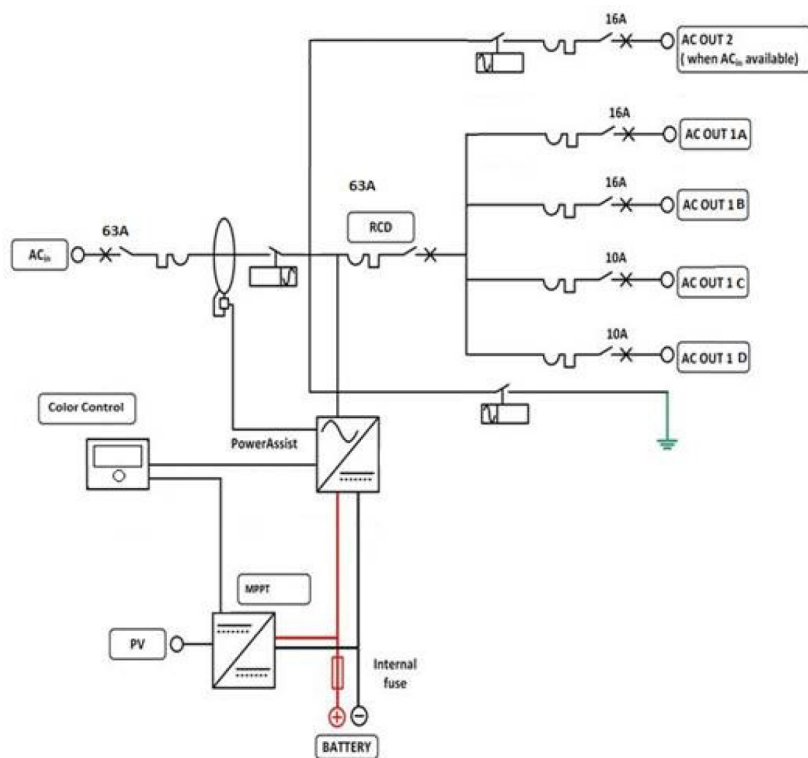 16A
AC OUT 2
( when ACin available)
16A
AC OUT 1A
63A
16A
RCD
AC OUT 1B
63A
ACin
10A
AC OUT 1 C
10A
AC OUT 1 D
Color Control
PowerAssist
MPPT
PV
Internal
fuse
BATTERY